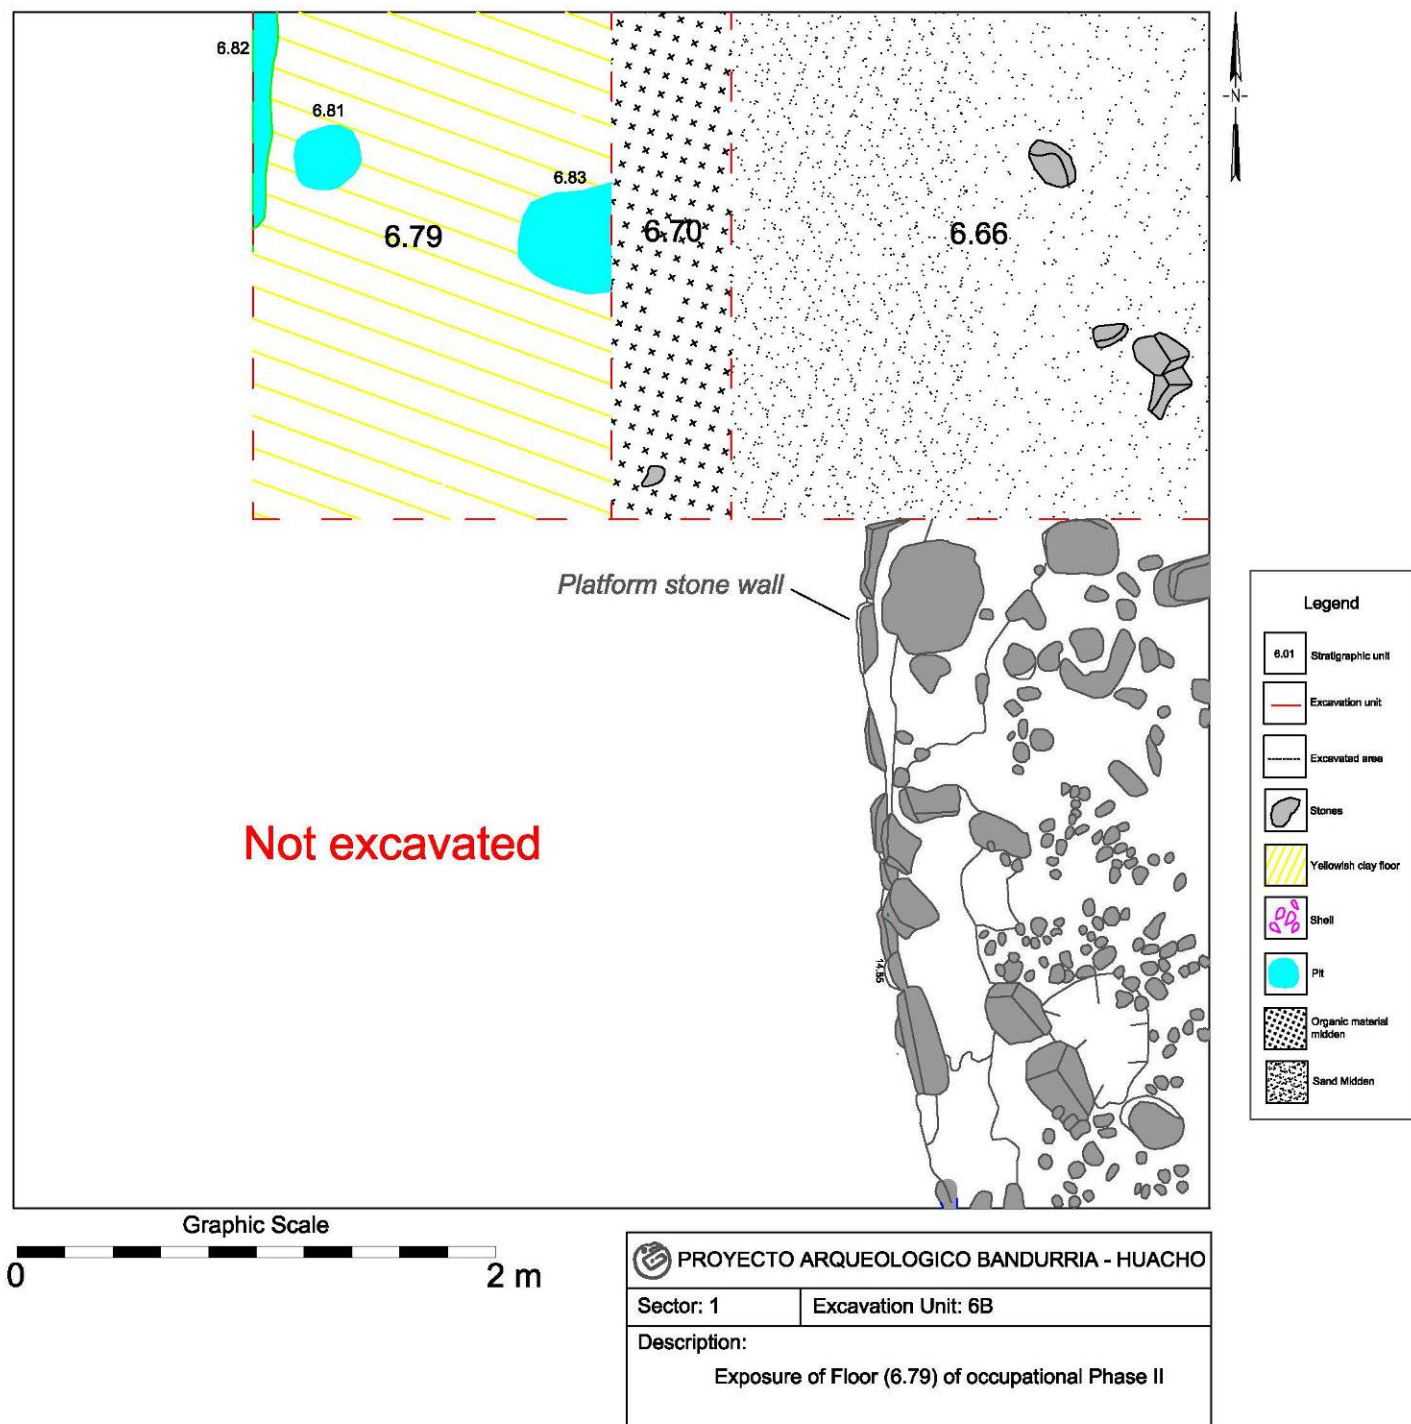 6.82
6.81
6.83
6.79
6.70
6.66
N
Platform stone wall
Not excavated
14.55
Legend
6.01 Stratigraphic unit
Excavation unit
Excavated area
Stones
Yellowish clay floor
Shell
Pit
Organic material
midden
Sand Midden
Graphic Scale
0 2 m
PROYECTO ARQUEOLOGICO BANDURRIA - HUACHO
Sector: 1 Excavation Unit: 6B
Description:
Exposure of Floor (6.79) of occupational Phase II